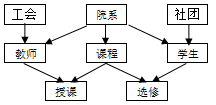 工会 院系 社团
教师 课程 学生
授课 选修